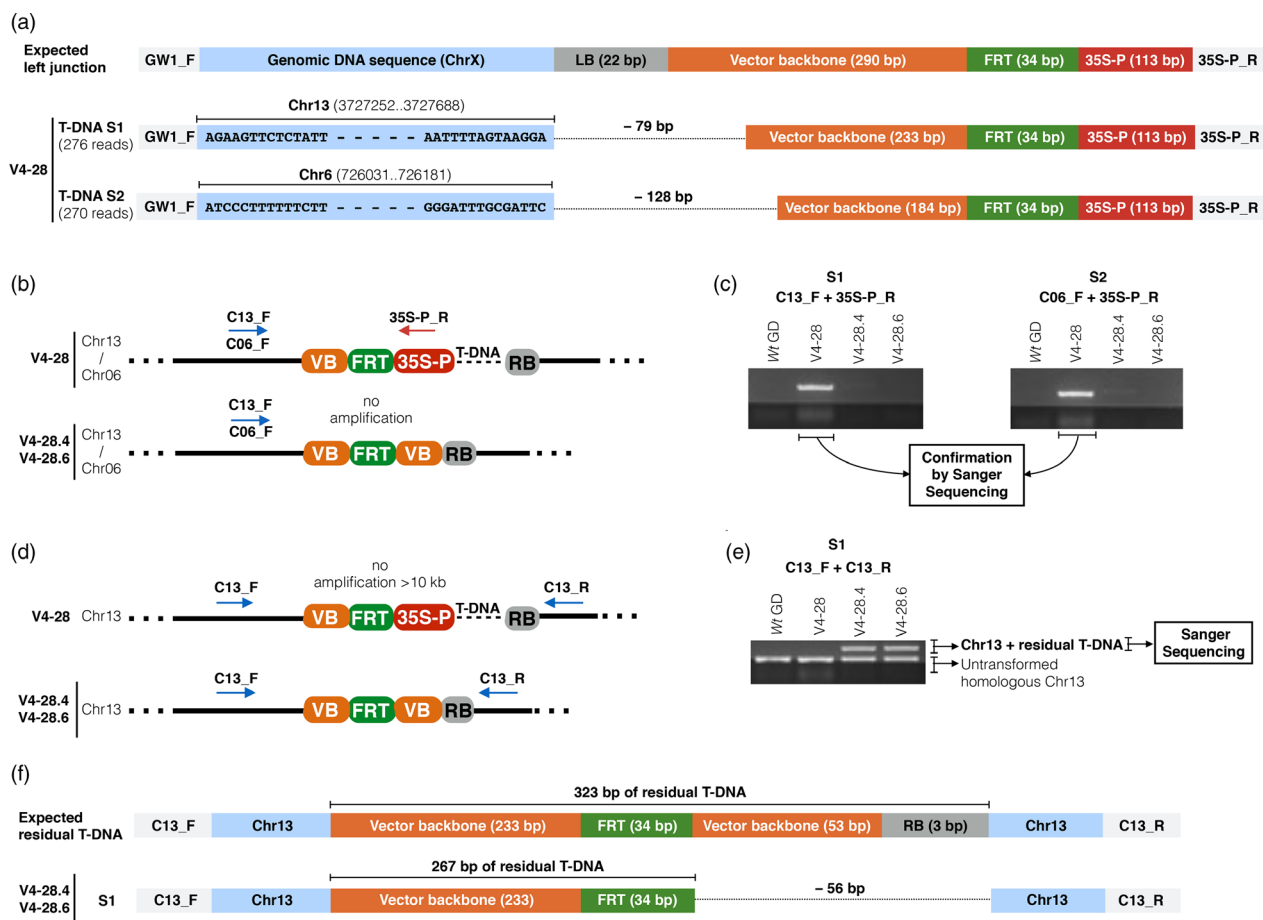 (a)
Expected
left junction
GW1_F
Genomic DNA sequence (ChrX)
LB (22 bp)
Vector backbone (290 bp)
FRT (34 bp)
35S-P (113 bp)
35S-P_R
Chr13 (3727252..3727688)
V4-28
T-DNA S1
(276 reads)
GW1_F
AGAAGTTCTCTATT - - - - - AATTTTAGTAAGGA
– 79 bp
Vector backbone (233 bp)
FRT (34 bp)
35S-P (113 bp)
35S-P_R
Chr6 (726031..726181)
T-DNA S2
(270 reads)
GW1_F
ATCCCTTTTTTCTT - - - - - GGGATTTGCGATTC
– 128 bp
Vector backbone (184 bp)
FRT (34 bp)
35S-P (113 bp)
35S-P_R
(b)
C13_F
C06_F
35S-P_R
V4-28
Chr13
/
Chr06
VB
FRT
35S-P
T-DNA
RB
C13_F
C06_F
no
amplification
V4-28.4
V4-28.6
Chr13
/
Chr06
VB
FRT
VB
RB
(c)
S1
C13_F + 35S-P_R
Wt GD
V4-28
V4-28.4
V4-28.6
S2
C06_F + 35S-P_R
Wt GD
V4-28
V4-28.4
V4-28.6
Confirmation
by Sanger
Sequencing
(d)
no
amplification >10 kb
C13_F
C13_R
V4-28
Chr13
VB
FRT
35S-P
T-DNA
RB
C13_F
C13_R
V4-28.4
V4-28.6
Chr13
VB
FRT
VB
RB
(e)
S1
C13_F + C13_R
Wt GD
V4-28
V4-28.4
V4-28.6
Chr13 + residual T-DNA
Untransformed
homologous Chr13
Sanger
Sequencing
(f)
323 bp of residual T-DNA
Expected
residual T-DNA
C13_F
Chr13
Vector backbone (233 bp)
FRT (34 bp)
Vector backbone (53 bp)
RB (3 bp)
Chr13
C13_R
267 bp of residual T-DNA
V4-28.4
V4-28.6
S1
C13_F
Chr13
Vector backbone (233)
FRT (34 bp)
– 56 bp
Chr13
C13_R